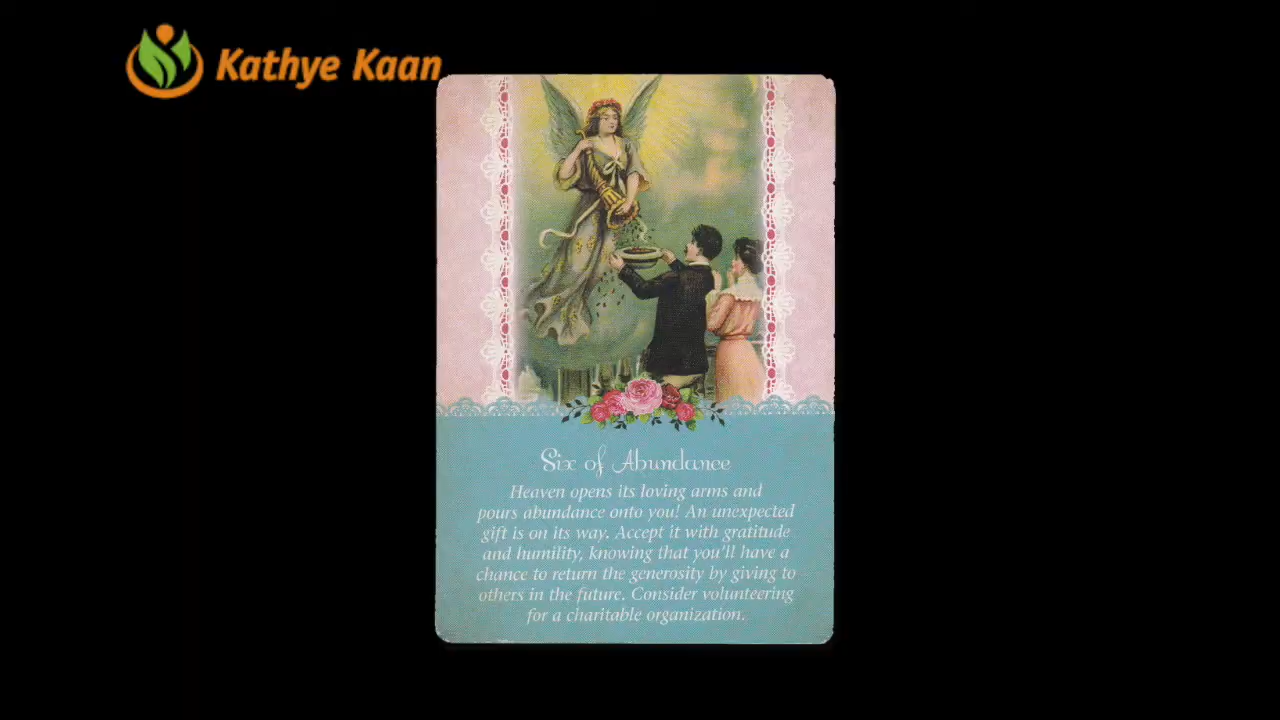 Kathye Kaan
Six of Abundance
Heaven opens its loving arms and
pours abundance onto you! An unexpected
gift is on its way. Accept it with gratitude
and humility, knowing that you'll have a
chance to return the generosity by giving to
others in the future. Consider volunteering
for a charitable organization.